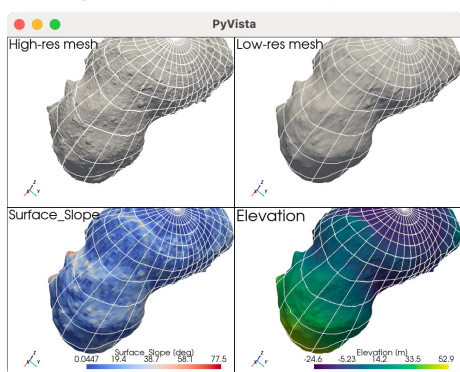 PyVista
High-res mesh
Low-res mesh
Z
X Y
Z
X Y
Surface_Slope
Elevation
Surface_Slope (deg)
0.0447 19.4 38.7 58.1 77.5
Z
X Y
Elevation (m)
-24.6 -5.23 14.2 33.5 52.9
Z
X Y